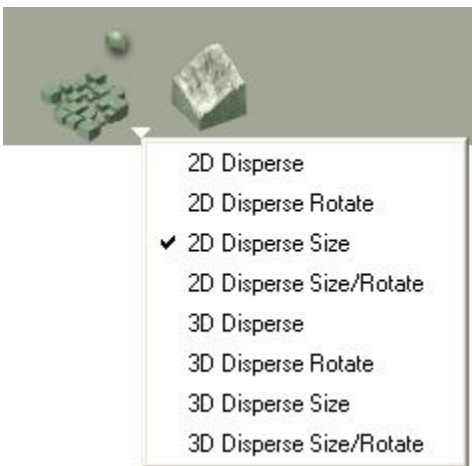 2D Disperse
2D Disperse Rotate
2D Disperse Size
2D Disperse Size/Rotate
3D Disperse
3D Disperse Rotate
3D Disperse Size
3D Disperse Size/Rotate